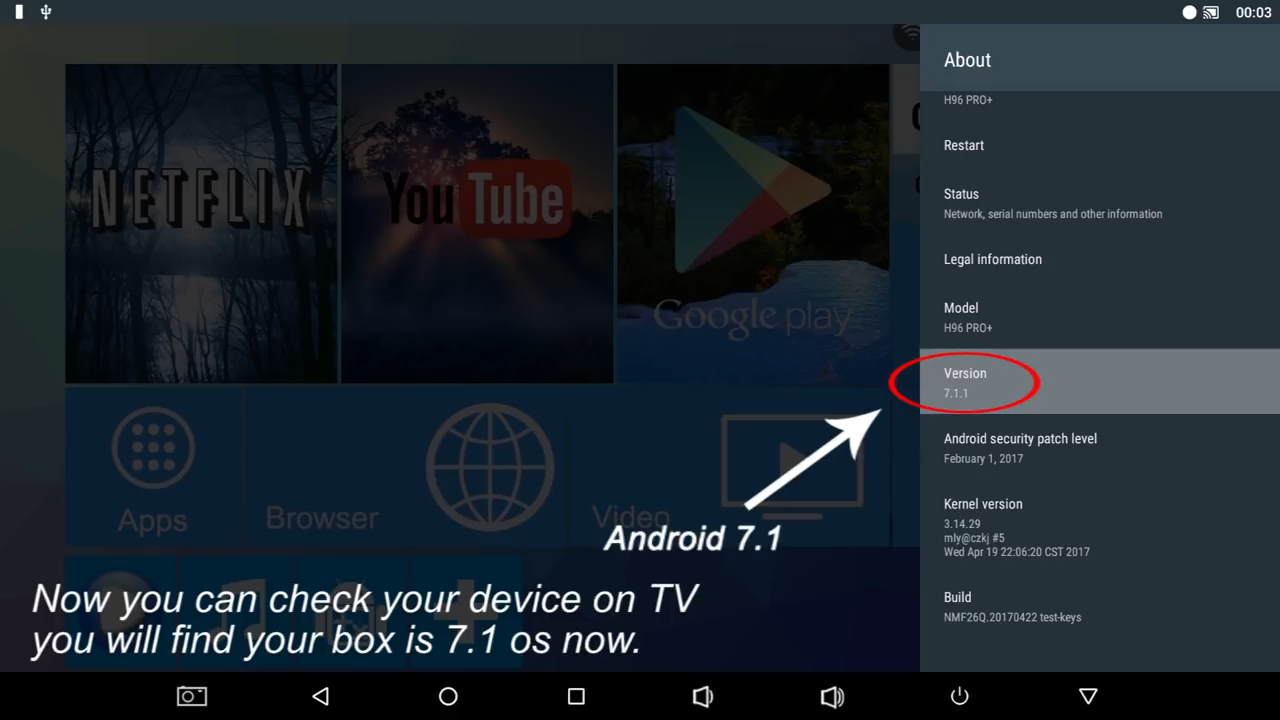 00:03
About
H96 PRO+
Restart
Status
Network, serial numbers and other information
Legal information
Model
H96 PRO+
Version
7.1.1
Android security patch level
February 1, 2017
Kernel version
3.14.29
mly@czkj #5
Wed Apr 19 22:06:20 CST 2017
Build
NMF26Q.20170422 test-keys
NETFLIX
YouTube
Google play
Apps
Browser
Video
Android 7.1
Now you can check your device on TV
you will find your box is 7.1 os now.